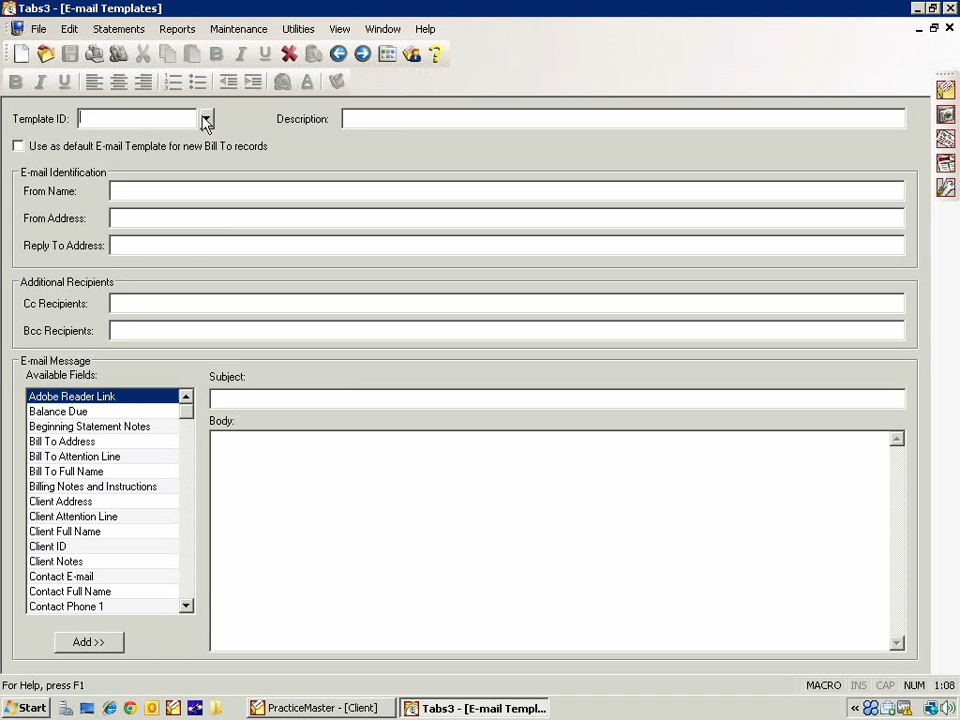 Tabs3 - [E-mail Templates]
File Edit Statements Reports Maintenance Utilities View Window Help
B I U
B I U A
Template ID: Description:
Use as default E-mail Template for new Bill To records
E-mail Identification
From Name:
From Address:
Reply To Address:
Additional Recipients
Cc Recipients:
Bcc Recipients:
E-mail Message
Available Fields: Subject:
Adobe Reader Link
Balance Due
Beginning Statement Notes
Body:
Bill To Address
Bill To Attention Line
Bill To Full Name
Billing Notes and Instructions
Client Address
Client Attention Line
Client Full Name
Client ID
Client Notes
Contact E-mail
Contact Full Name
Contact Phone 1
Add >>
For Help, press F1 MACRO INS CAP NUM 1:08
Start PracticeMaster - [Client] Tabs3 - [E-mail Templ... «